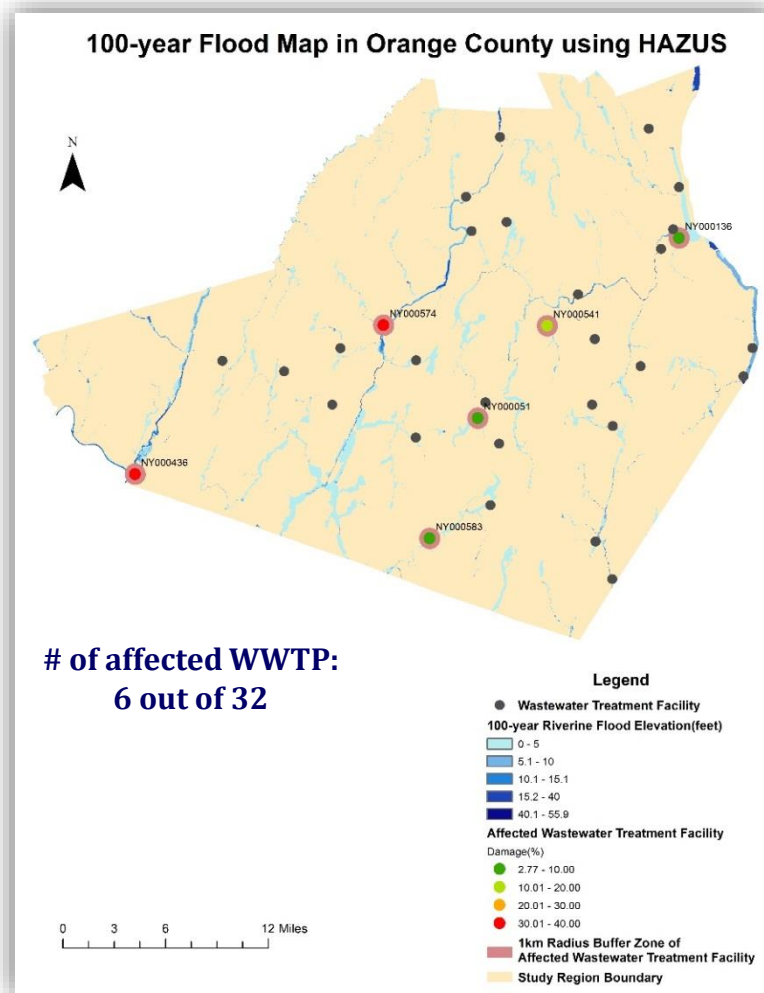 100-year Flood Map in Orange County using HAZUS
N
NY000136
NY000574
NY000541
NY000051
NY000436
NY000583
# of affected WWTP:
6 out of 32
Legend
Wastewater Treatment Facility
100-year Riverine Flood Elevation(feet)
0 - 5
5.1 - 10
10.1 - 15.1
15.2 - 40
40.1 - 55.9
Affected Wastewater Treatment Facility
Damage(%)
2.77 - 10.00
10.01 - 20.00
20.01 - 30.00
30.01 - 40.00
1km Radius Buffer Zone of
Affected Wastewater Treatment Facility
Study Region Boundary
0 3 6 12 Miles